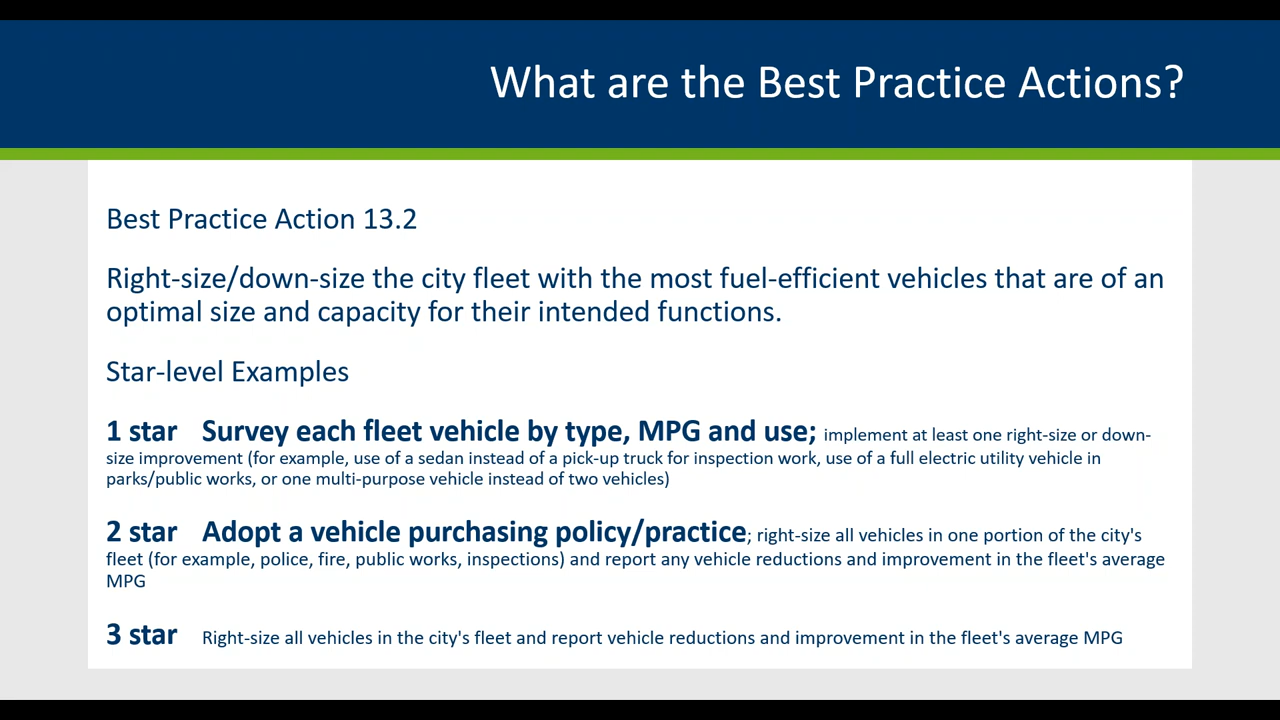 What are the Best Practice Actions?
Best Practice Action 13.2
Right-size/down-size the city fleet with the most fuel-efficient vehicles that are of an
optimal size and capacity for their intended functions.
Star-level Examples
1 star Survey each fleet vehicle by type, MPG and use; implement at least one right-size or down-
size improvement (for example, use of a sedan instead of a pick-up truck for inspection work, use of a full electric utility vehicle in
parks/public works, or one multi-purpose vehicle instead of two vehicles)
2 star Adopt a vehicle purchasing policy/practice; right-size all vehicles in one portion of the city's
fleet (for example, police, fire, public works, inspections) and report any vehicle reductions and improvement in the fleet's average
MPG
3 star Right-size all vehicles in the city's fleet and report vehicle reductions and improvement in the fleet's average MPG